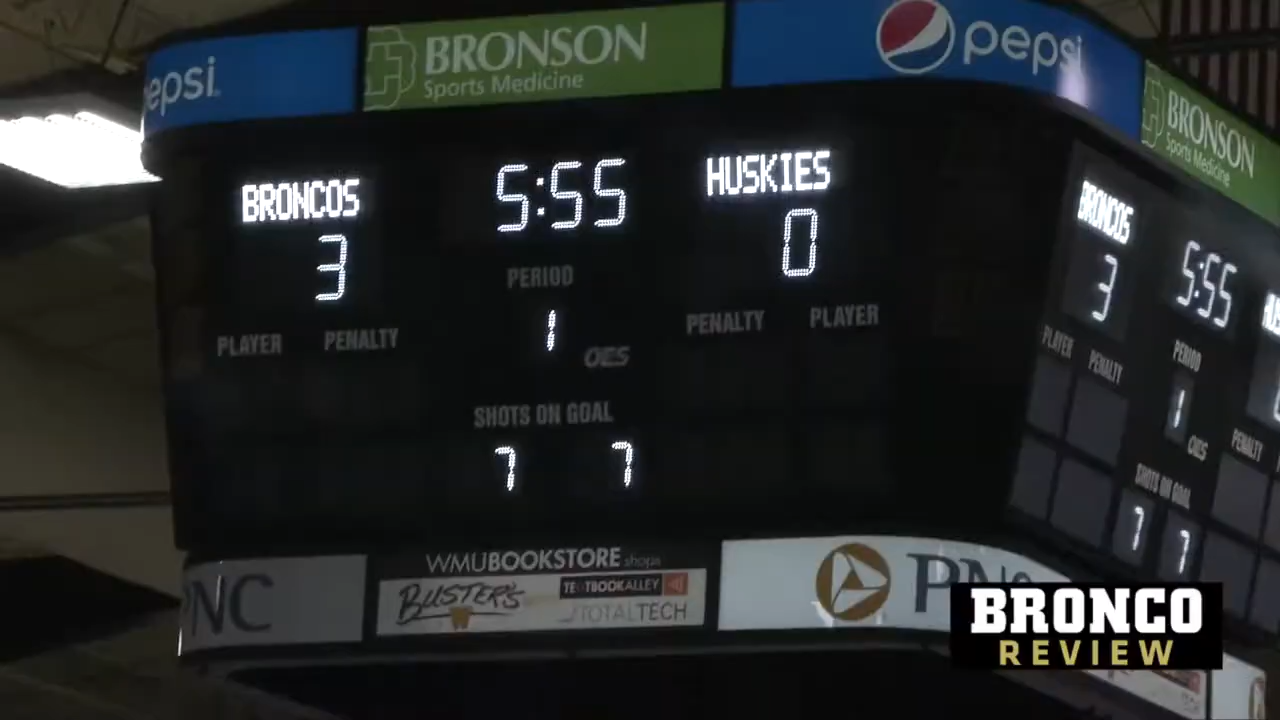 epsi.
BRONSON
Sports Medicine
pepsi
BRONSON
Sports Medicine
BRONCOS
5:55
HUSKIES
3
0
PERIOD
1
OES
PLAYER PENALTY
PENALTY PLAYER
SHOTS ON GOAL
7 7
BRONCOS
3
5:55
PERIOD
1
OES
PLAYER PENALTY
PENALTY
SHOTS ON GOAL
7 7
NC
WMUBOOKSTORE shops
BUSTER'S
TEXTBOOKALLEY
TOTALTECH
PNC
BRONCO
REVIEW